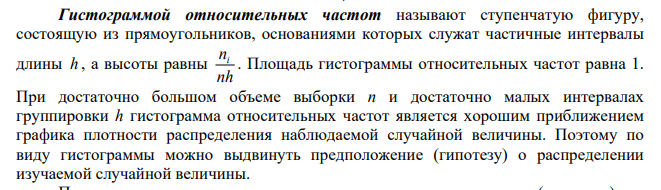 Гистограммой относительных частот называют ступенчатую фигуру,
состоящую из прямоугольников, основаниями которых служат частичные интервалы
длины h, а высоты равны n_i/nh. Площадь гистограммы относительных частот равна 1.
При достаточно большом объеме выборки n и достаточно малых интервалах
группировки h гистограмма относительных частот является хорошим приближением
графика плотности распределения наблюдаемой случайной величины. Поэтому по
виду гистограммы можно выдвинуть предположение (гипотезу) о распределении
изучаемой случайной величины.